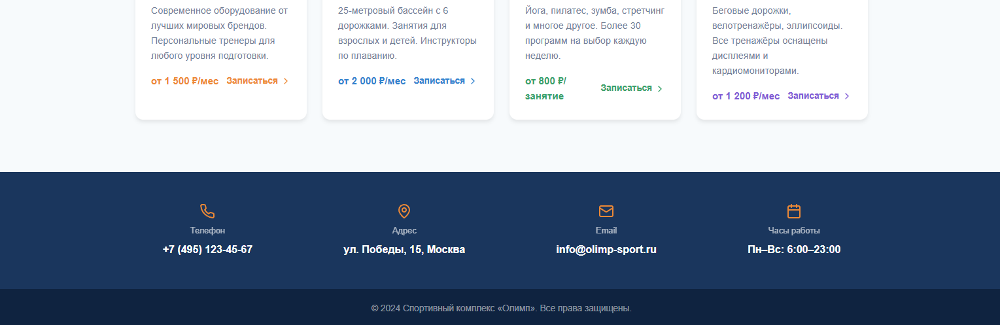 Современное оборудование от
лучших мировых брендов.
Персональные тренеры для
любого уровня подготовки.
от 1 500 ₽/мес Записаться
25-метровый бассейн с 6
дорожками. Занятия для
взрослых и детей. Инструкторы
по плаванию.
от 2 000 ₽/мес Записаться
Йога, пилатес, зумба, стретчинг
и многое другое. Более 30
программ на выбор каждую
неделю.
от 800 ₽/
занятие
Записаться
Беговые дорожки,
велотренажёры, эллипсоиды.
Все тренажёры оснащены
дисплеями и
кардиомониторами.
от 1 200 ₽/мес Записаться
Телефон
+7 (495) 123-45-67
Адрес
ул. Победы, 15, Москва
Email
info@olimp-sport.ru
Часы работы
Пн–Вс: 6:00–23:00
© 2024 Спортивный комплекс «Олимп». Все права защищены.